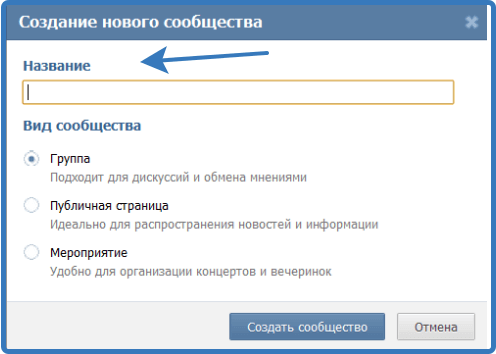 Создание нового сообщества
Название
Вид сообщества
Группа
Подходит для дискуссий и обмена мнениями
Публичная страница
Идеально для распространения новостей и информации
Мероприятие
Удобно для организации концертов и вечеринок
Создать сообщество
Отмена